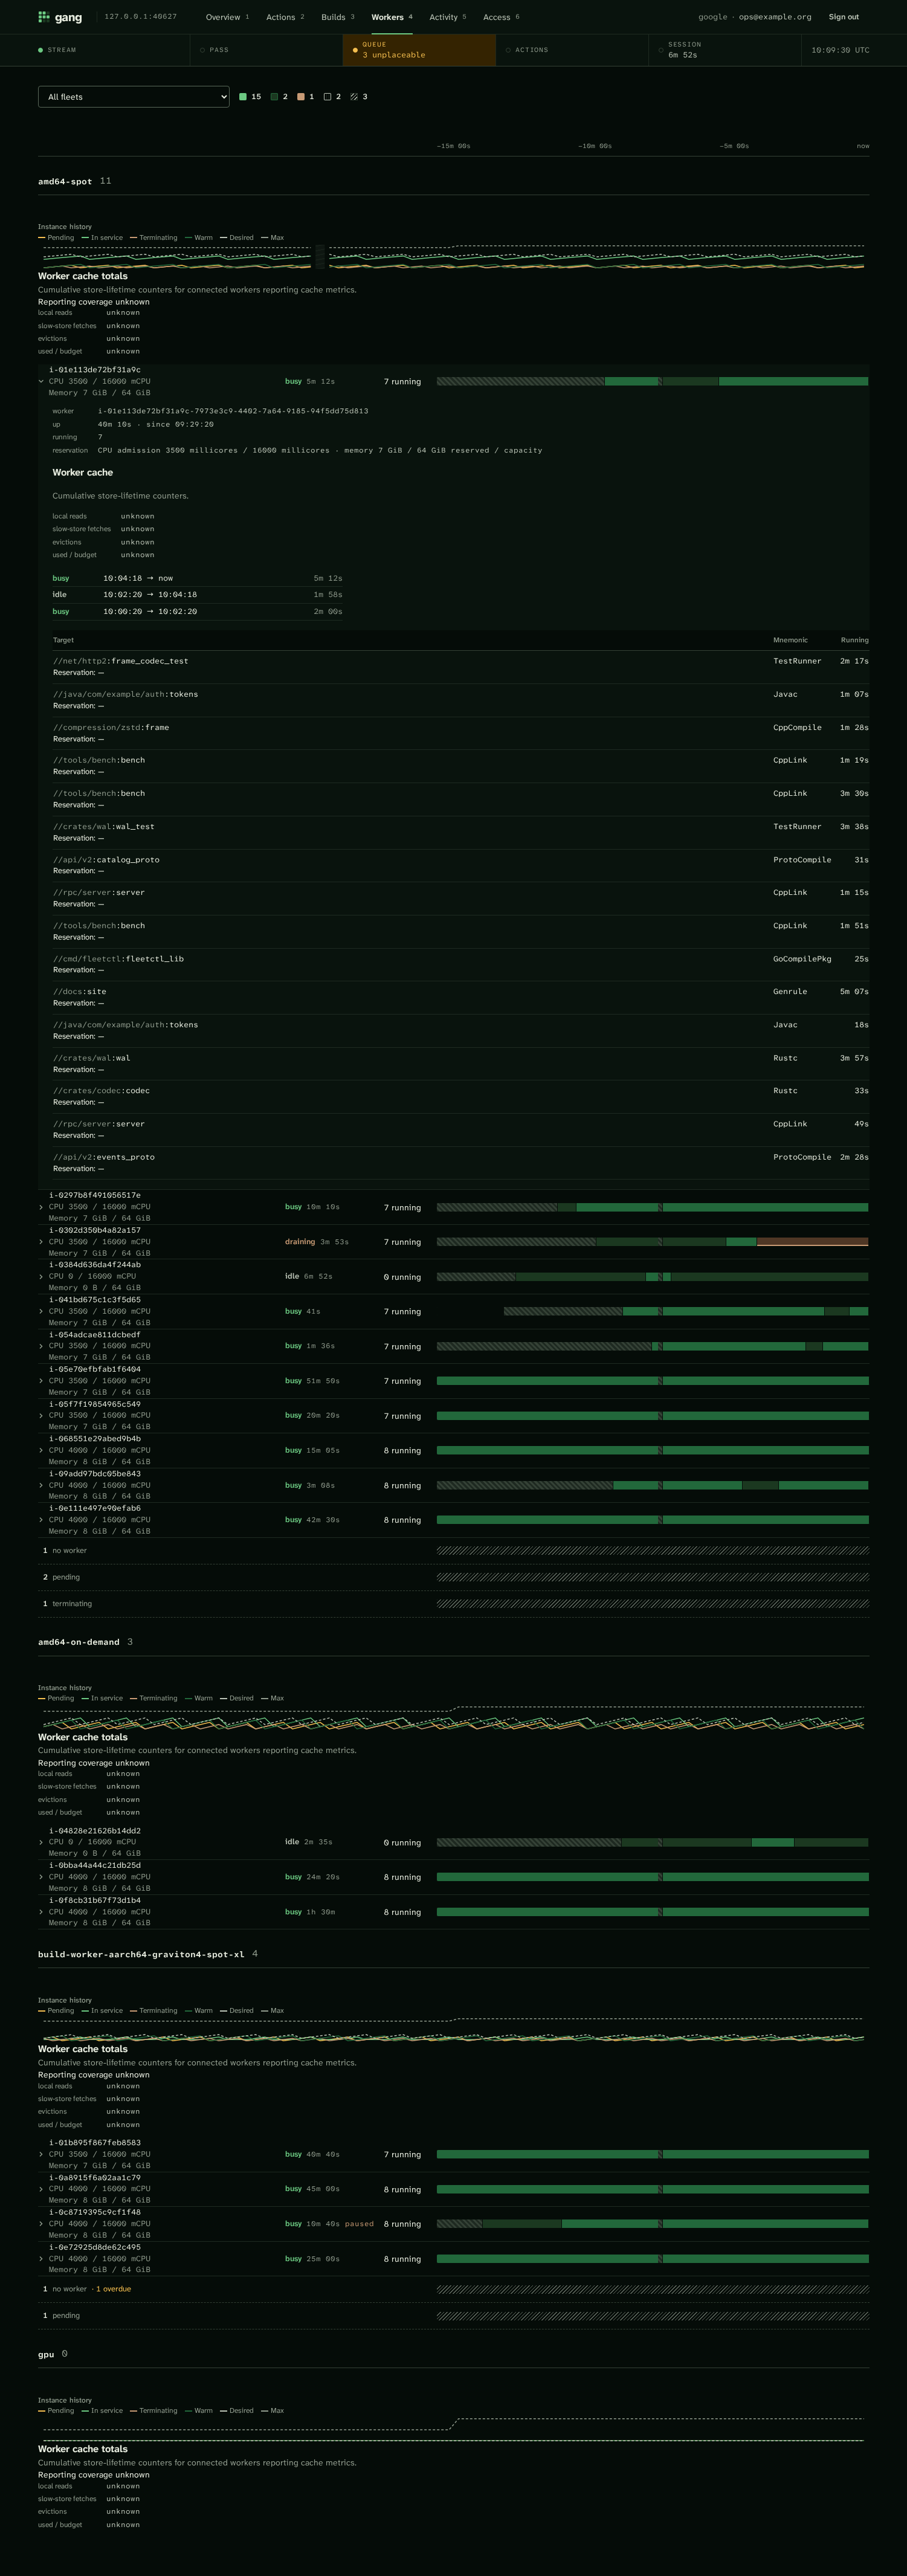 gang 127.0.0.1:40627 Overview 1 Actions 2 Builds 3 Workers 4 Activity 5 Access 6 google · ops@example.org Sign out
STREAM PASS QUEUE 3 unplaceable ACTIONS SESSION 6m 52s 10:09:30 UTC
All fleets 15 2 1 2 3
−15m 00s −10m 00s −5m 00s now
amd64-spot 11
Instance history
Pending In service Terminating Warm Desired Max
Worker cache totals
Cumulative store-lifetime counters for connected workers reporting cache metrics.
Reporting coverage unknown
local reads unknown
slow-store fetches unknown
evictions unknown
used / budget unknown
i-01e113de72bf31a9c
CPU 3500 / 16000 mCPU busy 5m 12s 7 running
Memory 7 GiB / 64 GiB
worker i-01e113de72bf31a9c-7973e3c9-4402-7a64-9185-94f5dd75d813
up 40m 10s · since 09:29:20
running 7
reservation CPU admission 3500 millicores / 16000 millicores · memory 7 GiB / 64 GiB reserved / capacity
Worker cache
Cumulative store-lifetime counters.
local reads unknown
slow-store fetches unknown
evictions unknown
used / budget unknown
busy 10:04:18 → now 5m 12s
idle 10:02:20 → 10:04:18 1m 58s
busy 10:00:20 → 10:02:20 2m 00s
Target Mnemonic Running
//net/http2:frame_codec_test TestRunner 2m 17s
Reservation: —
//java/com/example/auth:tokens Javac 1m 07s
Reservation: —
//compression/zstd:frame CppCompile 1m 28s
Reservation: —
//tools/bench:bench CppLink 1m 19s
Reservation: —
//tools/bench:bench CppLink 3m 30s
Reservation: —
//crates/wal:wal_test TestRunner 3m 38s
Reservation: —
//api/v2:catalog_proto ProtoCompile 31s
Reservation: —
//rpc/server:server CppLink 1m 15s
Reservation: —
//tools/bench:bench CppLink 1m 51s
Reservation: —
//cmd/fleetctl:fleetctl_lib GoCompilePkg 25s
Reservation: —
//docs:site Genrule 5m 07s
Reservation: —
//java/com/example/auth:tokens Javac 18s
Reservation: —
//crates/wal:wal Rustc 3m 57s
Reservation: —
//crates/codec:codec Rustc 33s
Reservation: —
//rpc/server:server CppLink 49s
Reservation: —
//api/v2:events_proto ProtoCompile 2m 28s
Reservation: —
i-0297b8f491056517e
CPU 3500 / 16000 mCPU busy 10m 10s 7 running
Memory 7 GiB / 64 GiB
i-0302d350b4a82a157
CPU 3500 / 16000 mCPU draining 3m 53s 7 running
Memory 7 GiB / 64 GiB
i-0384d636da4f244ab
CPU 0 / 16000 mCPU idle 6m 52s 0 running
Memory 0 B / 64 GiB
i-041bd675c1c3f5d65
CPU 3500 / 16000 mCPU busy 41s 7 running
Memory 7 GiB / 64 GiB
i-054adcae811dcbedf
CPU 3500 / 16000 mCPU busy 1m 36s 7 running
Memory 7 GiB / 64 GiB
i-05e70efbfab1f6404
CPU 3500 / 16000 mCPU busy 51m 50s 7 running
Memory 7 GiB / 64 GiB
i-05f7f19854965c549
CPU 3500 / 16000 mCPU busy 20m 20s 7 running
Memory 7 GiB / 64 GiB
i-068551e29abed9b4b
CPU 4000 / 16000 mCPU busy 15m 05s 8 running
Memory 8 GiB / 64 GiB
i-09add97bdc05be843
CPU 4000 / 16000 mCPU busy 3m 08s 8 running
Memory 8 GiB / 64 GiB
i-0e111e497e90efab6
CPU 4000 / 16000 mCPU busy 42m 30s 8 running
Memory 8 GiB / 64 GiB
1 no worker
2 pending
1 terminating
amd64-on-demand 3
Instance history
Pending In service Terminating Warm Desired Max
Worker cache totals
Cumulative store-lifetime counters for connected workers reporting cache metrics.
Reporting coverage unknown
local reads unknown
slow-store fetches unknown
evictions unknown
used / budget unknown
i-04828e21626b14dd2
CPU 0 / 16000 mCPU idle 2m 35s 0 running
Memory 0 B / 64 GiB
i-0bba44a44c21db25d
CPU 4000 / 16000 mCPU busy 24m 20s 8 running
Memory 8 GiB / 64 GiB
i-0f8cb31b67f73d1b4
CPU 4000 / 16000 mCPU busy 1h 30m 8 running
Memory 8 GiB / 64 GiB
build-worker-aarch64-graviton4-spot-xl 4
Instance history
Pending In service Terminating Warm Desired Max
Worker cache totals
Cumulative store-lifetime counters for connected workers reporting cache metrics.
Reporting coverage unknown
local reads unknown
slow-store fetches unknown
evictions unknown
used / budget unknown
i-01b895f867feb8583
CPU 3500 / 16000 mCPU busy 40m 40s 7 running
Memory 7 GiB / 64 GiB
i-0a8915f6a02aa1c79
CPU 4000 / 16000 mCPU busy 45m 00s 8 running
Memory 8 GiB / 64 GiB
i-0c8719395c9cf1f48
CPU 4000 / 16000 mCPU busy 10m 40s paused 8 running
Memory 8 GiB / 64 GiB
i-0e72925d8de62c495
CPU 4000 / 16000 mCPU busy 25m 00s 8 running
Memory 8 GiB / 64 GiB
1 no worker · 1 overdue
1 pending
gpu 0
Instance history
Pending In service Terminating Warm Desired Max
Worker cache totals
Cumulative store-lifetime counters for connected workers reporting cache metrics.
Reporting coverage unknown
local reads unknown
slow-store fetches unknown
evictions unknown
used / budget unknown